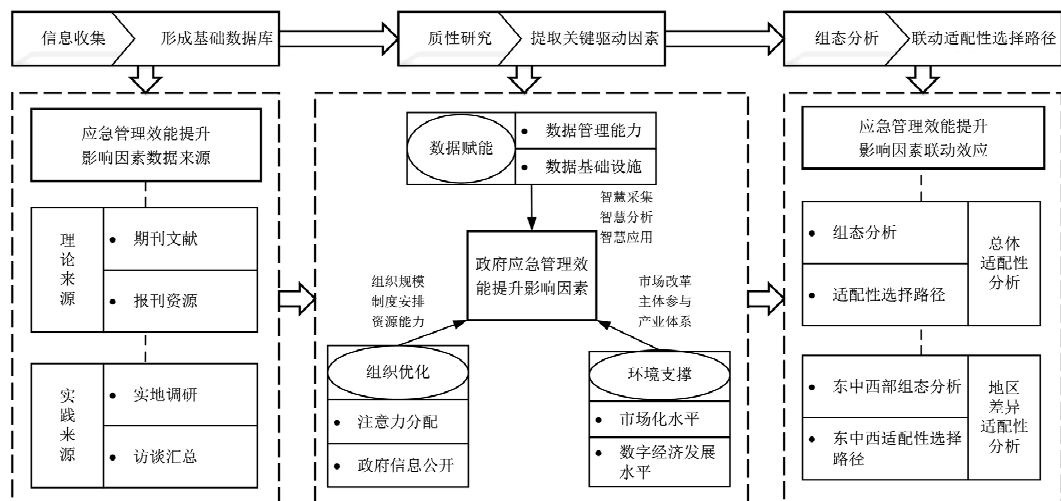 信息收集
形成基础数据库
质性研究
提取关键驱动因素
组态分析
联动适配性选择路径
应急管理效能提升
影响因素数据来源
理论来源
期刊文献
报刊资源
实践来源
实地调研
访谈汇总
数据赋能
数据管理能力
数据基础设施
智慧采集
智慧分析
智慧应用
政府应急管理效
能提升影响因素
组织规模
制度安排
资源能力
市场改革
主体参与
产业体系
组织优化
注意力分配
政府信息公开
环境支撑
市场化水平
数字经济发展
水平
应急管理效能提升
影响因素联动效应
组态分析
适配性选择路径
总体
适配性
分析
东中西部组态分析
东中西适配性选择
路径
地区
差异
适配性
分析